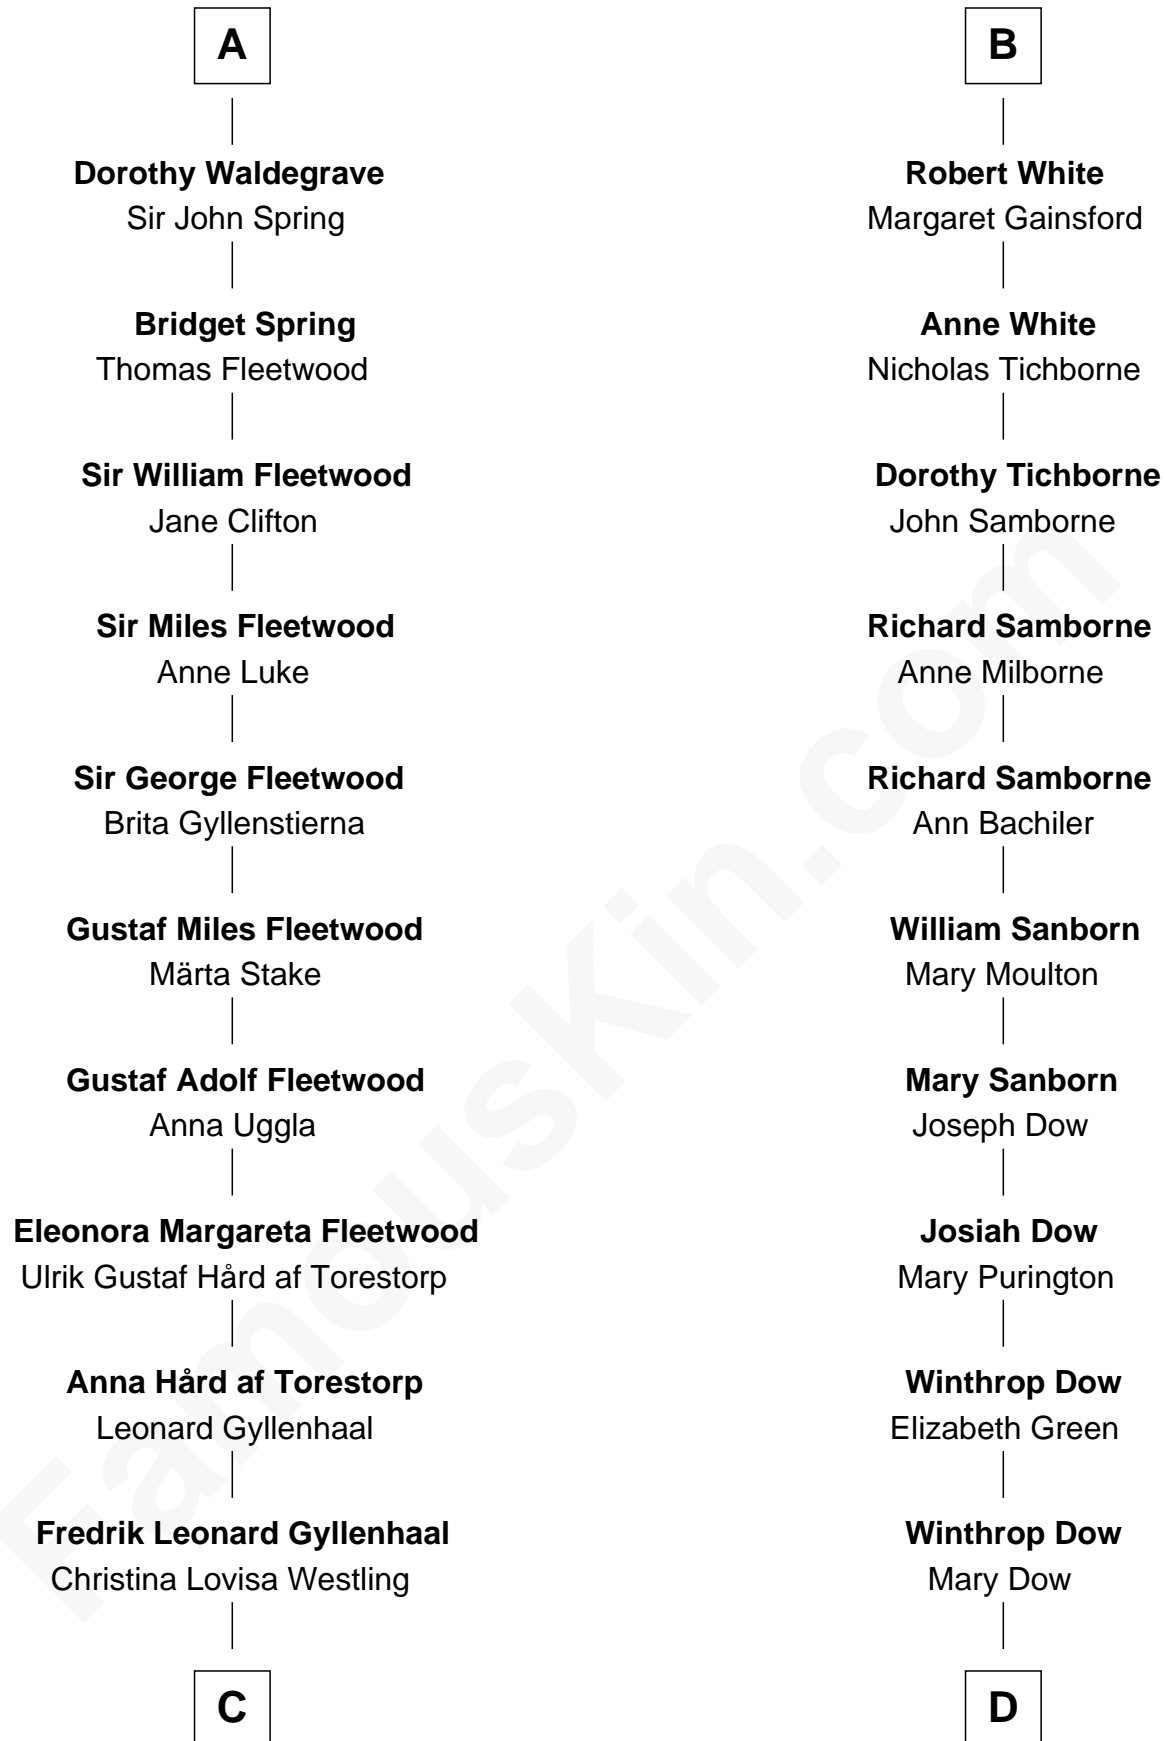 A
Dorothy Waldegrave
Sir John Spring
Bridget Spring
Thomas Fleetwood
Sir William Fleetwood
Jane Clifton
Sir Miles Fleetwood
Anne Luke
Sir George Fleetwood
Brita Gyllenstierna
Gustaf Miles Fleetwood
Märta Stake
Gustaf Adolf Fleetwood
Anna Uggla
Eleonora Margareta Fleetwood
Ulrik Gustaf Hård af Torestorp
Anna Hård af Torestorp
Leonard Gyllenhaal
Fredrik Leonard Gyllenhaal
Christina Lovisa Westling
C
B
Robert White
Margaret Gainsford
Anne White
Nicholas Tichborne
Dorothy Tichborne
John Samborne
Richard Samborne
Anne Milborne
Richard Samborne
Ann Bachiler
William Sanborn
Mary Moulton
Mary Sanborn
Joseph Dow
Josiah Dow
Mary Purington
Winthrop Dow
Elizabeth Green
Winthrop Dow
Mary Dow
D
FamousKin.com